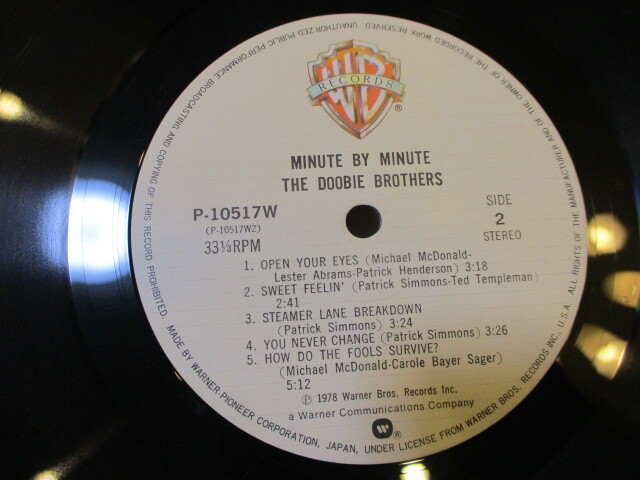 RECORDS
®
MINUTE BY MINUTE
THE DOOBIE BROTHERS
P-10517W
(P-10517W2)
33⅓RPM
SIDE
2
STEREO
1. OPEN YOUR EYES (Michael McDonald-
Lester Abrams-Patrick Henderson) 3:18
2. SWEET FEELIN' (Patrick Simmons-Ted Templeman)
2:41
3. STEAMER LANE BREAKDOWN
(Patrick Simmons) 3:24
4. YOU NEVER CHANGE (Patrick Simmons) 3:26
5. HOW DO THE FOOLS SURVIVE?
(Michael McDonald-Carole Bayer Sager)
5:12
Ⓟ 1978 Warner Bros. Records Inc.
a Warner Communications Company
®
MADE BY WARNER-PIONEER CORPORATION, JAPAN, UNDER LICENSE FROM WARNER BROS. RECORDS INC., U.S.A. ALL RIGHTS OF THE MANUFACTURER AND OF THE OWNER OF THE RECORDED WORK RESERVED. UNAUTHORIZED PUBLIC PERFORMANCE BROADCASTING AND COPYING OF THIS RECORD PROHIBITED.